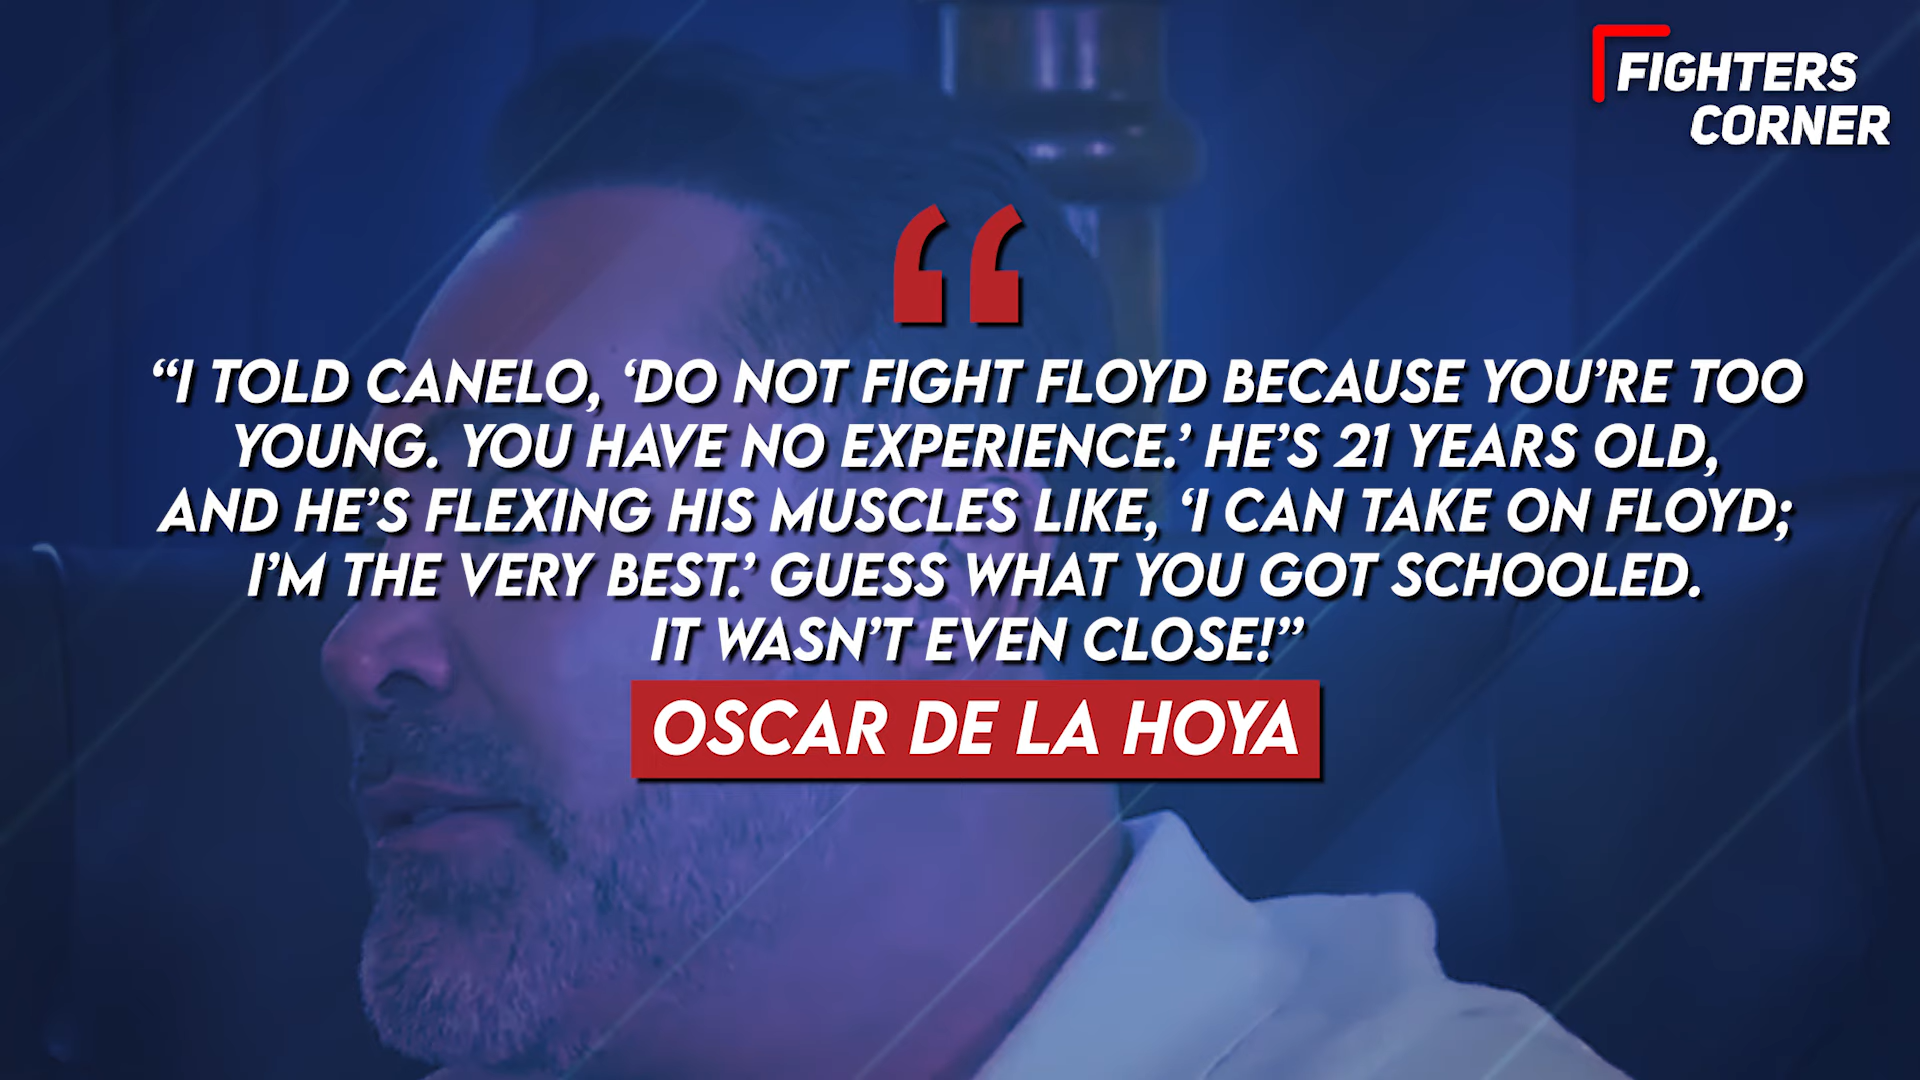 FIGHTERS
CORNER
“
“I TOLD CANELO, ‘DO NOT FIGHT FLOYD BECAUSE YOU’RE TOO
YOUNG. YOU HAVE NO EXPERIENCE.’ HE’S 21 YEARS OLD,
AND HE’S FLEXING HIS MUSCLES LIKE, ‘I CAN TAKE ON FLOYD;
I’M THE VERY BEST.’ GUESS WHAT YOU GOT SCHOOLED.
IT WASN’T EVEN CLOSE!”
OSCAR DE LA HOYA